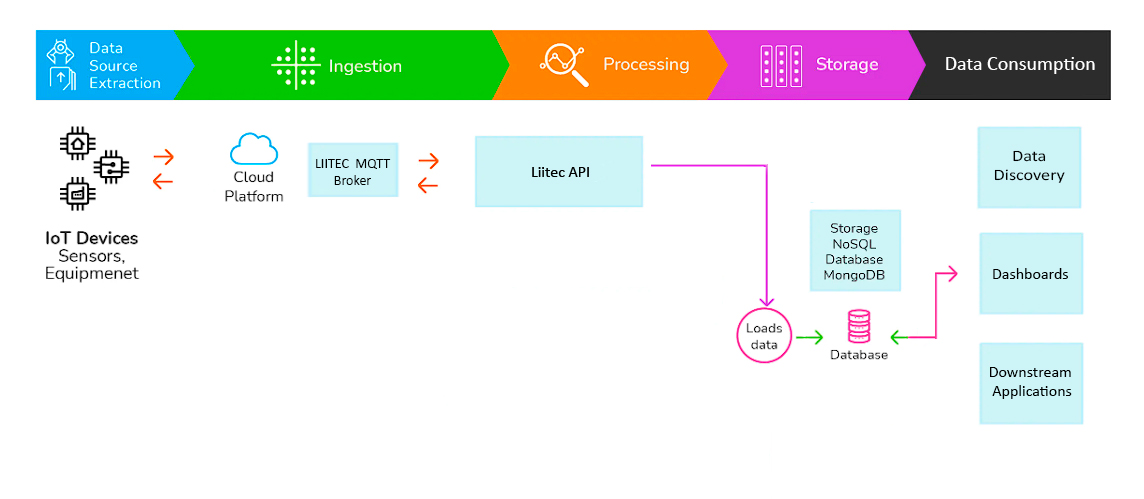 Data
Source
Extraction
Ingestion
Processing
Storage
Data Consumption
IoT Devices
Sensors,
Equipmenet
Cloud
Platform
LIITEC MQTT
Broker
Liitec API
Loads
data
Storage
NoSQL
Database
MongoDB
Database
Data
Discovery
Dashboards
Downstream
Applications